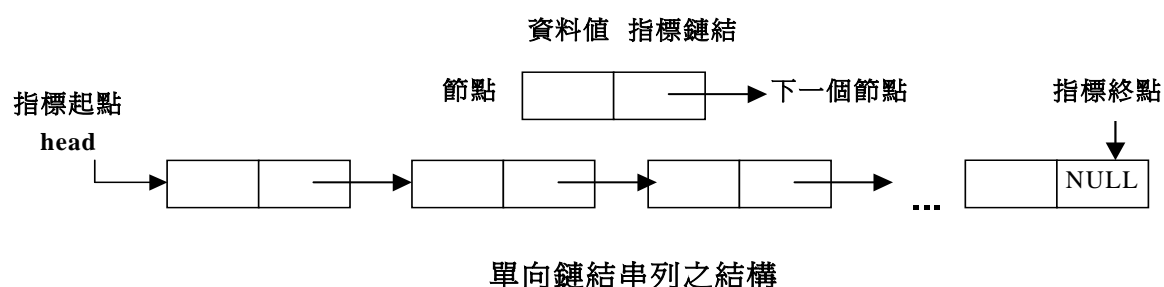 資料值 指標鏈結
節點
下一個節點
指標起點
head
指標終點
NULL
...
單向鏈結串列之結構